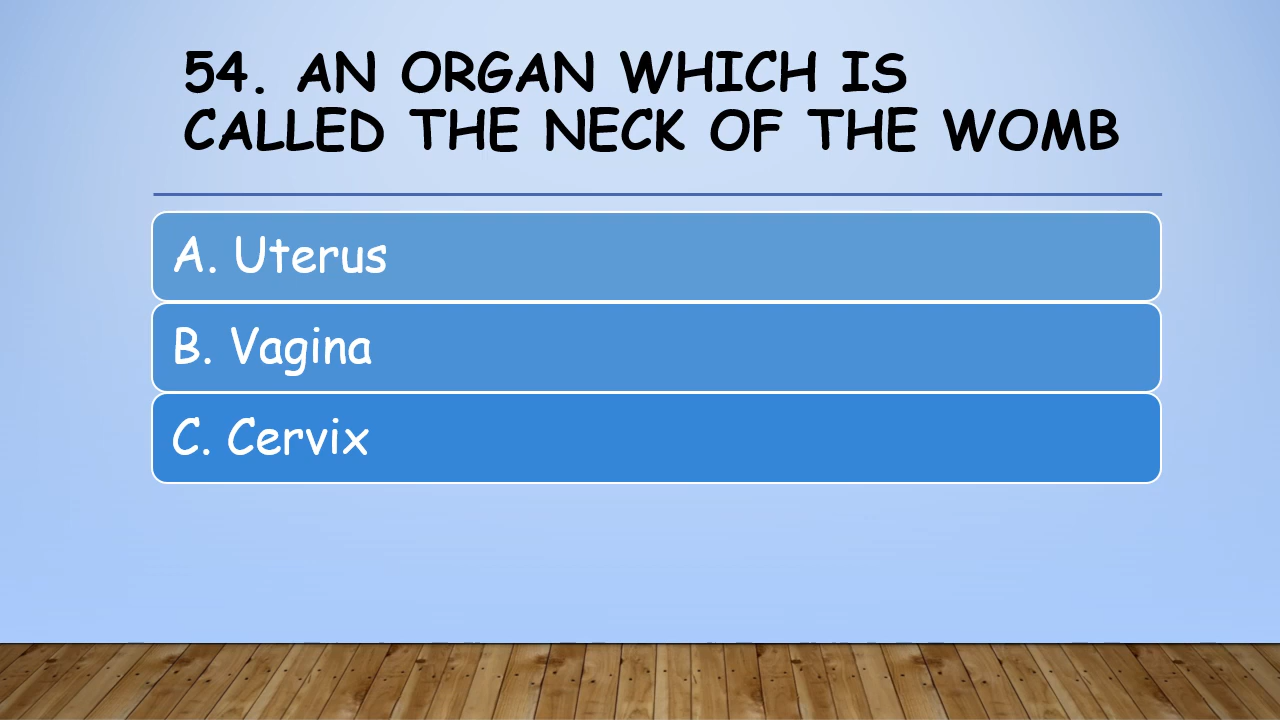 54. AN ORGAN WHICH IS
CALLED THE NECK OF THE WOMB
A. Uterus
B. Vagina
C. Cervix